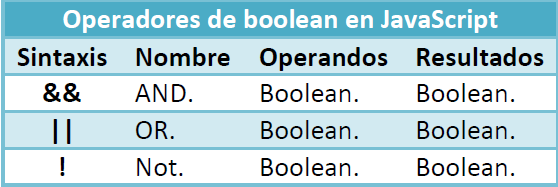 Operadores de boolean en JavaScript
Sintaxis Nombre Operandos Resultados
&& AND. Boolean. Boolean.
|| OR. Boolean. Boolean.
! Not. Boolean. Boolean.